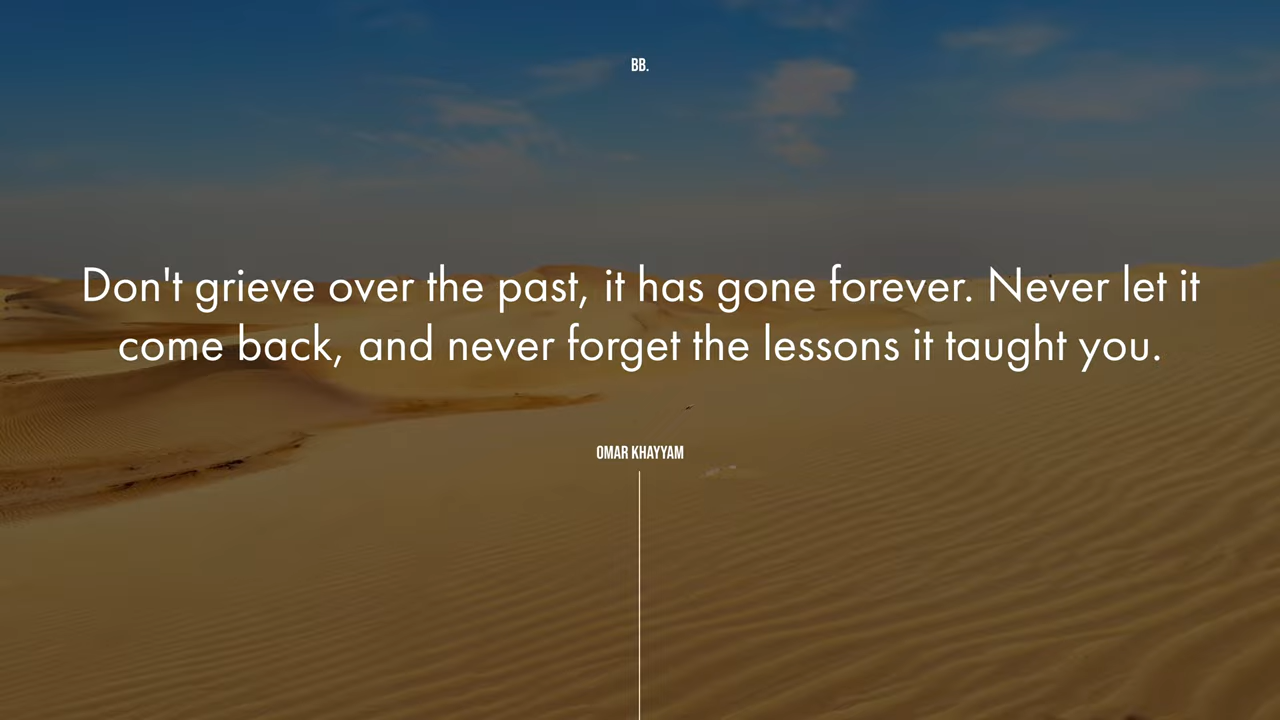 BB.
Don't grieve over the past, it has gone forever. Never let it
come back, and never forget the lessons it taught you.
OMAR KHAYYAM